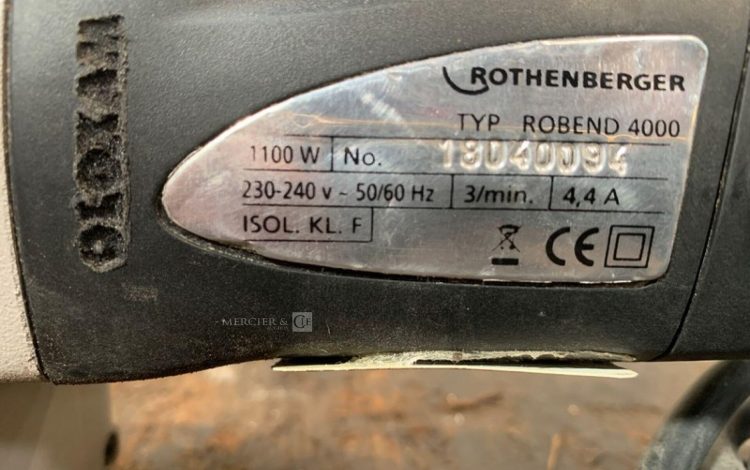 ROTHENBERGER
TYP ROBEND 4000
1100 W No. 18040094
230-240 v ~ 50/60 Hz 3/min. 4,4 A
ISOL. KL. F
CE
MERCIER & CIE